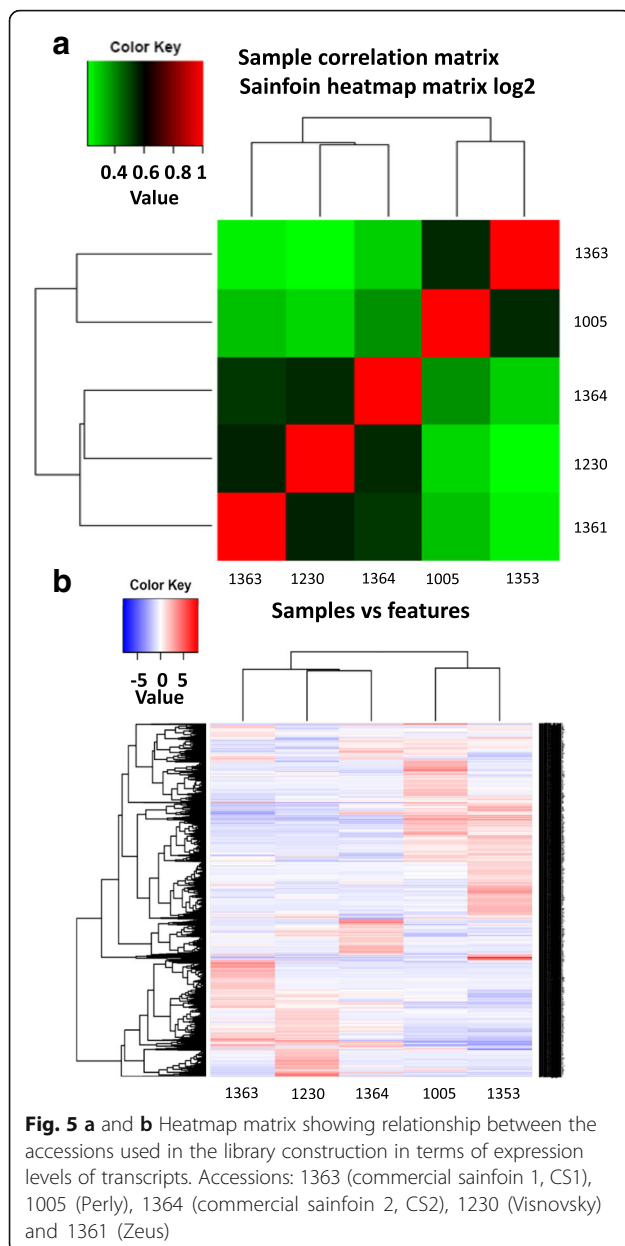 a
Color Key
0.4 0.6 0.8 1
Value
Sample correlation matrix
Sainfoin heatmap matrix log2
1363
1005
1364
1230
1361
1363 1230 1364 1005 1353
b
Color Key
-5 0 5
Value
Samples vs features
1363 1230 1364 1005 1353
Fig. 5 a and b Heatmap matrix showing relationship between the
accessions used in the library construction in terms of expression
levels of transcripts. Accessions: 1363 (commercial sainfoin 1, CS1),
1005 (Perly), 1364 (commercial sainfoin 2, CS2), 1230 (Visnovsky)
and 1361 (Zeus)